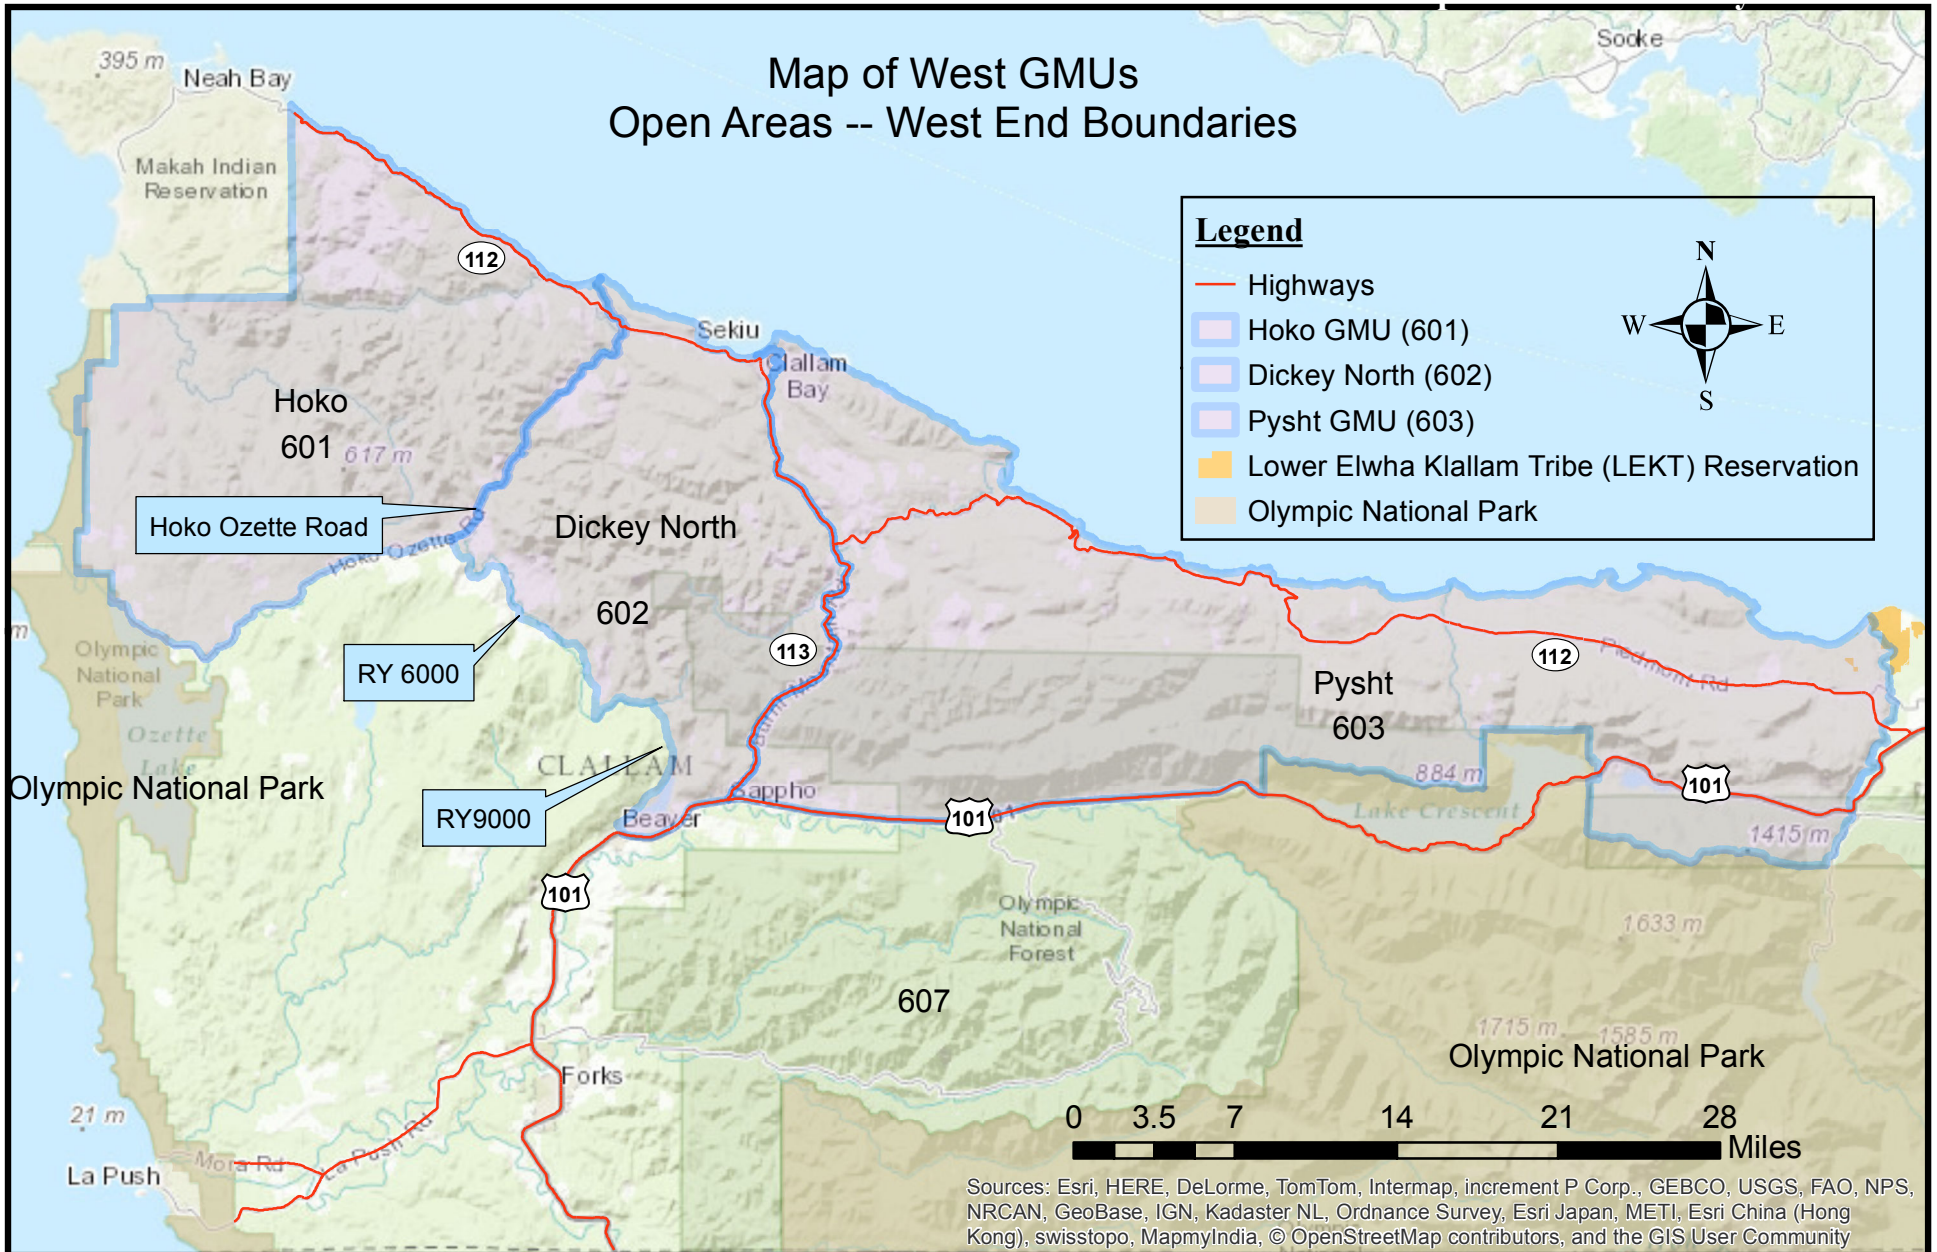 Sooke
395 m
Neah Bay
Map of West GMUs
Open Areas -- West End Boundaries
Makah Indian
Reservation
112
Legend
Highways
Hoko GMU (601)
Dickey North (602)
Pysht GMU (603)
Lower Elwha Klallam Tribe (LEKT) Reservation
Olympic National Park
N
W
E
S
Sekiu
Clallam
Bay
Hoko
601
617 m
Hoko Ozette Road
Hoko Ozette Rd
Dickey North
602
RY 6000
113
112
Piedmont Rd
Pysht
603
m
Olympic
National
Park
Ozette
Lake
Olympic National Park
CLALLAM
RY9000
Sappho
Beaver
101
884 m
Lake Crescent
101
1415 m
101
Olympic
National
Forest
607
1633 m
1715 m
1585 m
Olympic National Park
Forks
21 m
Mora Rd
La Push Rd
La Push
0 3.5 7 14 21 28
Miles
Sources: Esri, HERE, DeLorme, TomTom, Intermap, increment P Corp., GEBCO, USGS, FAO, NPS,
NRCAN, GeoBase, IGN, Kadaster NL, Ordnance Survey, Esri Japan, METI, Esri China (Hong
Kong), swisstopo, MapmyIndia, © OpenStreetMap contributors, and the GIS User Community